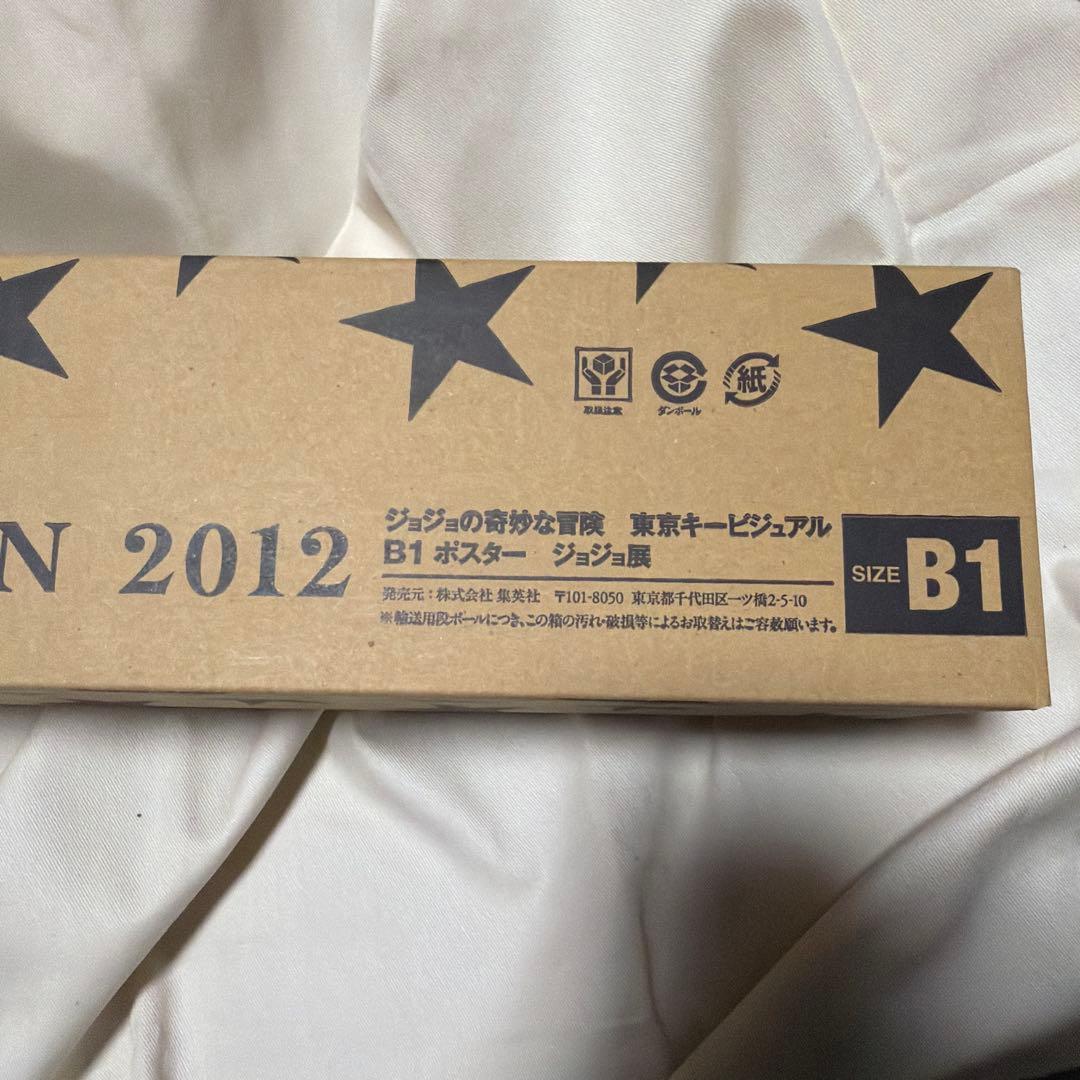 取扱注意
ダンボール
紙
N 2012
ジョジョの奇妙な冒険 東京キービジュアル
B1 ポスター ジョジョ展
発売元：株式会社 集英社 〒101-8050 東京都千代田区一ツ橋2-5-10
※輸送用段ボールにつき、この箱の汚れ・破損等によるお取替えはご容赦願います。
SIZE B1